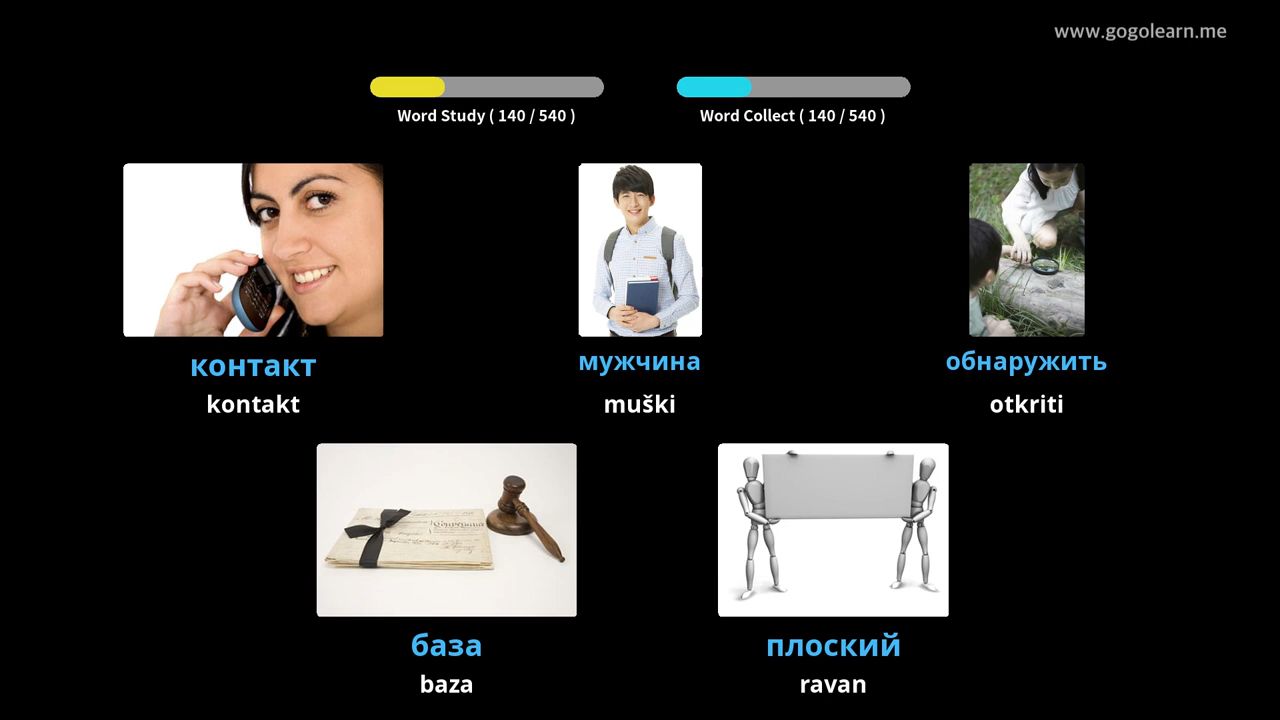 www.gogolearn.me
Word Study ( 140 / 540 )
Word Collect ( 140 / 540 )
контакт
kontakt
мужчина
muški
обнаружить
otkriti
база
baza
плоский
ravan